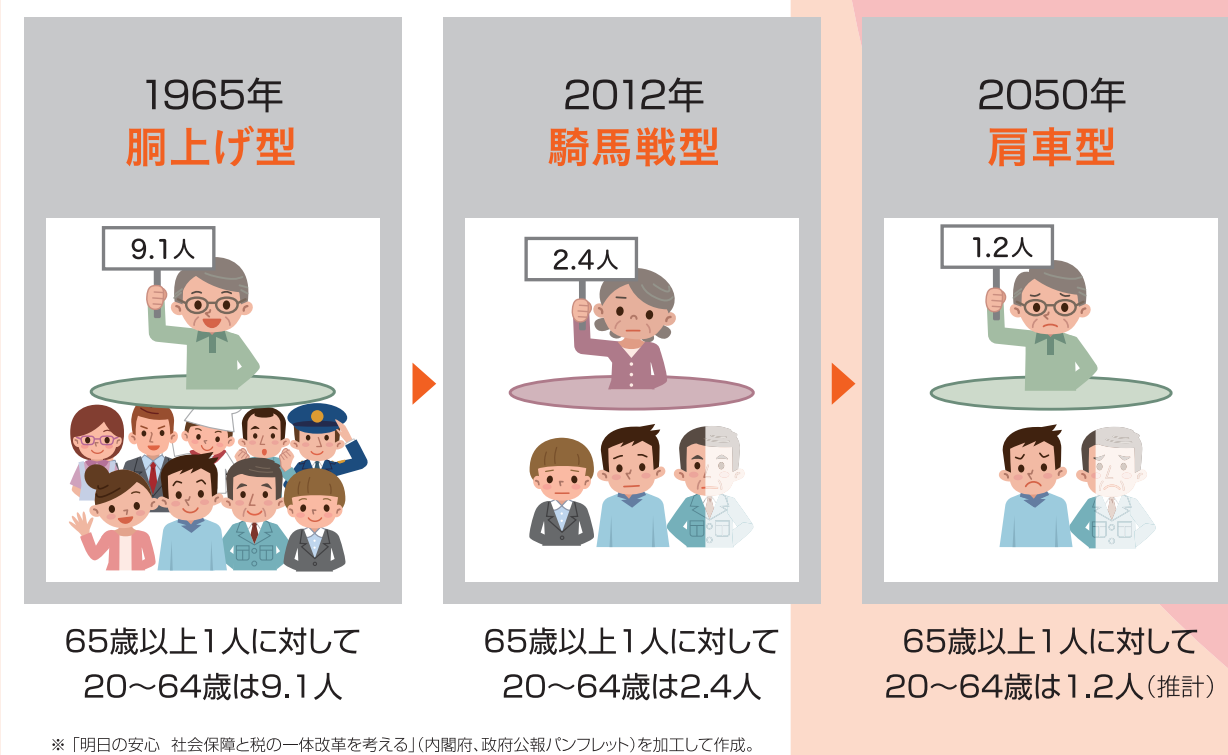 1965年
胴上げ型
9.1人
65歳以上1人に対して
20〜64歳は9.1人
2012年
騎馬戦型
2.4人
65歳以上1人に対して
20〜64歳は2.4人
2050年
肩車型
1.2人
65歳以上1人に対して
20〜64歳は1.2人(推計)
※「明日の安心 社会保障と税の一体改革を考える」(内閣府、政府公報パンフレット)を加工して作成。